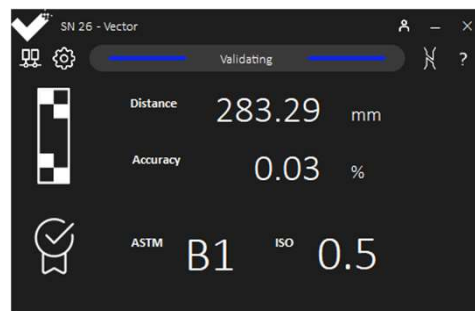 SN 26 - Vector
Validating
?
Distance 283.29 mm
Accuracy 0.03 %
ASTM B1 ISO 0.5